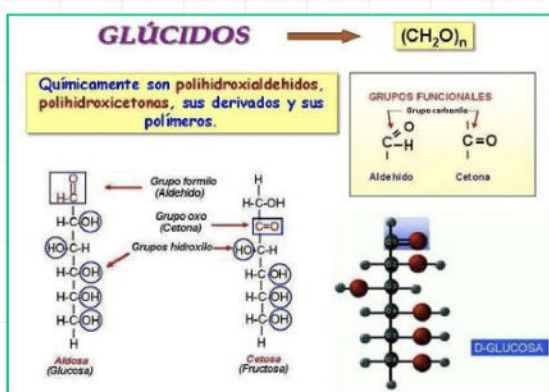 GLÚCIDOS
(CH₂O)ₙ
Químicamente son polihidroxialdehidos,
polihidroxicetonas, sus derivados y sus
polímeros.
GRUPOS FUNCIONALES
Grupo carbonilo
O
C-H
C=O
Aldehido
Cetona
O
H-C
H-C-OH
HO-C-H
H-C-OH
H-C-OH
H-C-OH
H
Aldosa
(Glucosa)
Grupo formilo
(Aldehido)
Grupo oxo
(Cetona)
Grupos hidroxilo
H
H-C-OH
C=O
HO-C-H
H-C-OH
H-C-OH
H-C-OH
H
Cetosa
(Fructosa)
D-GLUCOSA